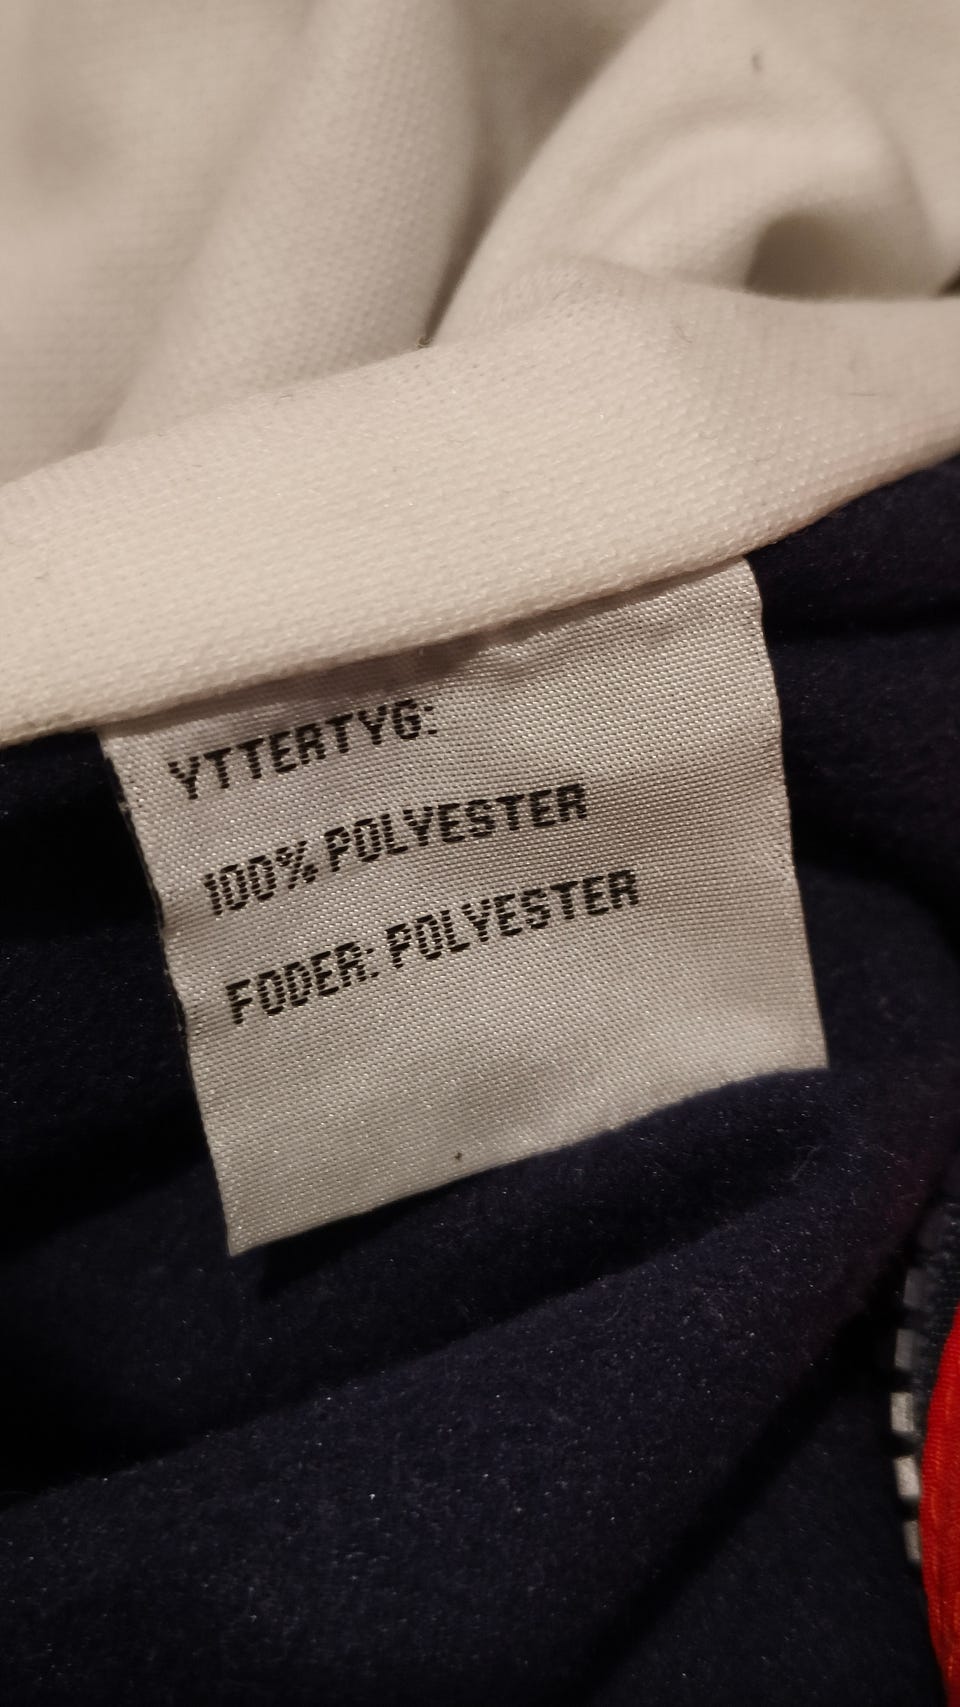 YTTERTYG:
100% POLYESTER
FODER: POLYESTER